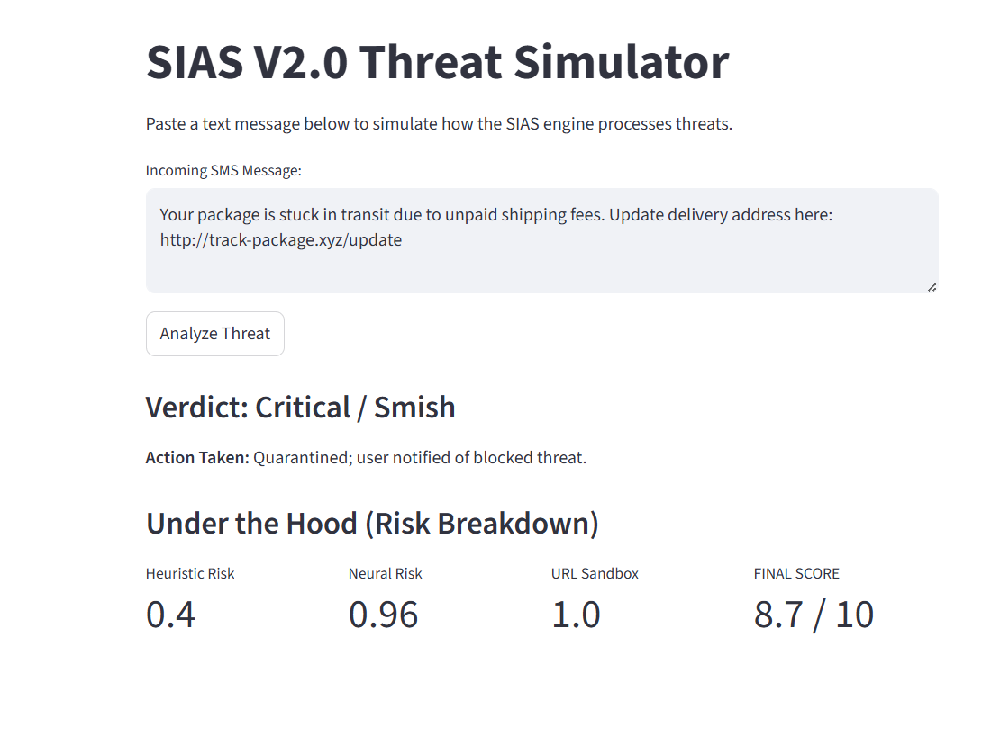 SIAS V2.0 Threat Simulator
Paste a text message below to simulate how the SIAS engine processes threats.
Incoming SMS Message:
Your package is stuck in transit due to unpaid shipping fees. Update delivery address here:
http://track-package.xyz/update
Analyze Threat
Verdict: Critical / Smish
Action Taken: Quarantined; user notified of blocked threat.
Under the Hood (Risk Breakdown)
Heuristic Risk Neural Risk URL Sandbox FINAL SCORE
0.4 0.96 1.0 8.7 / 10